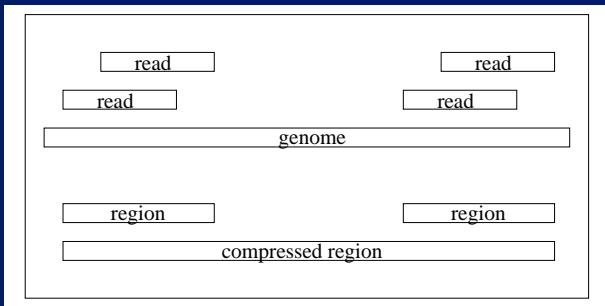 read read
read read
genome
region region
compressed region